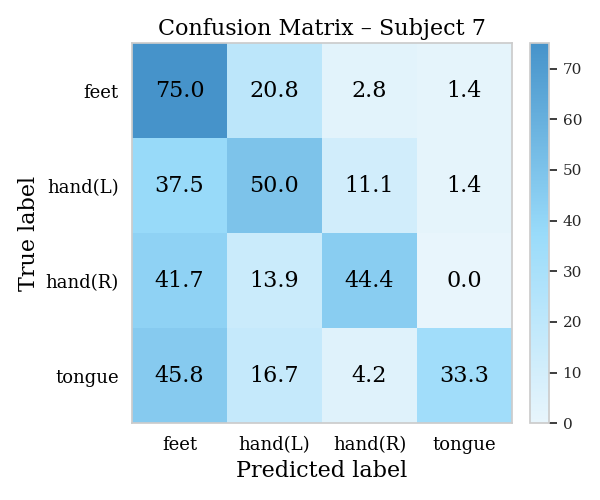 Confusion Matrix – Subject 7
feet 75.0 20.8 2.8 1.4
hand(L) 37.5 50.0 11.1 1.4
hand(R) 41.7 13.9 44.4 0.0
tongue 45.8 16.7 4.2 33.3
feet hand(L) hand(R) tongue
Predicted label
True label
70
60
50
40
30
20
10
0